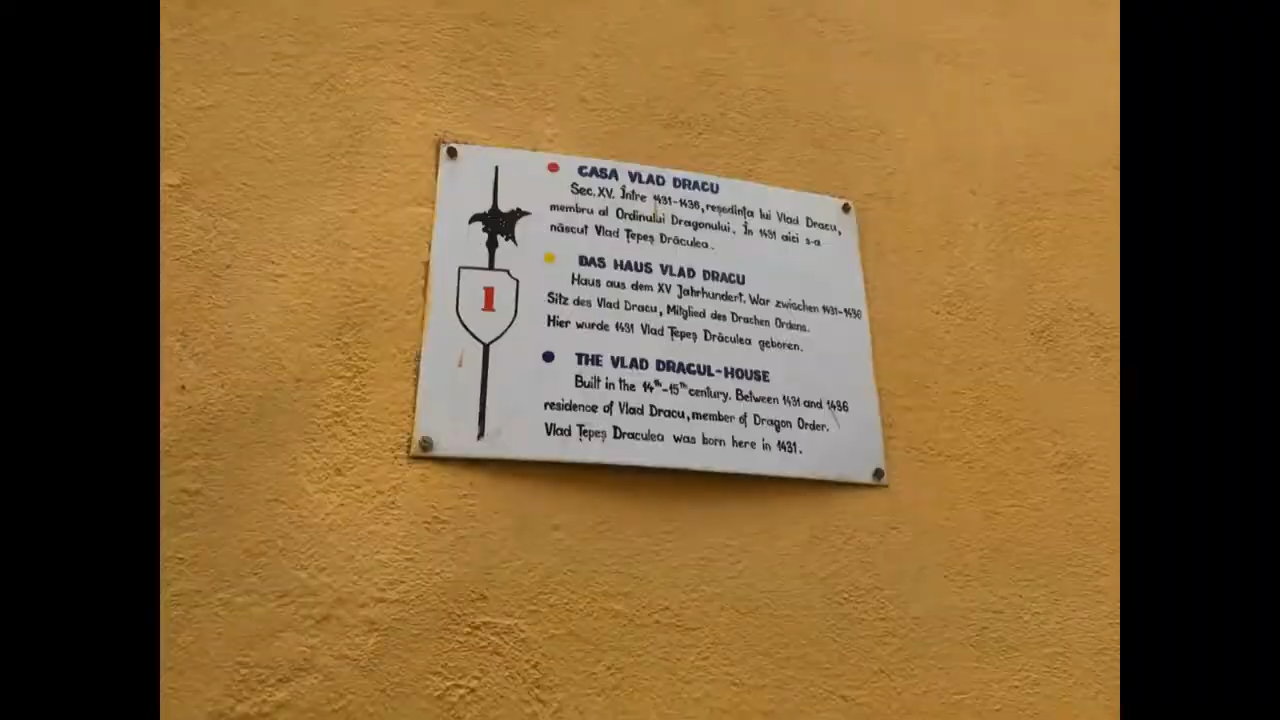 1
CASA VLAD DRACU
Sec. XV. Între 1431-1436, reședința lui Vlad Dracu,
membru al Ordinului Dragonului. În 1431 aici s-a
născut Vlad Țepeș Drăculea.
DAS HAUS VLAD DRACU
Haus aus dem XV Jahrhundert. War zwischen 1431-1436
Sitz des Vlad Dracu, Mitglied des Drachen Ordens.
Hier wurde 1431 Vlad Țepeș Drăculea geboren.
THE VLAD DRACUL-HOUSE
Built in the 14th-15th century. Between 1431 and 1436
residence of Vlad Dracu, member of Dragon Order.
Vlad Țepeș Draculea was born here in 1431.